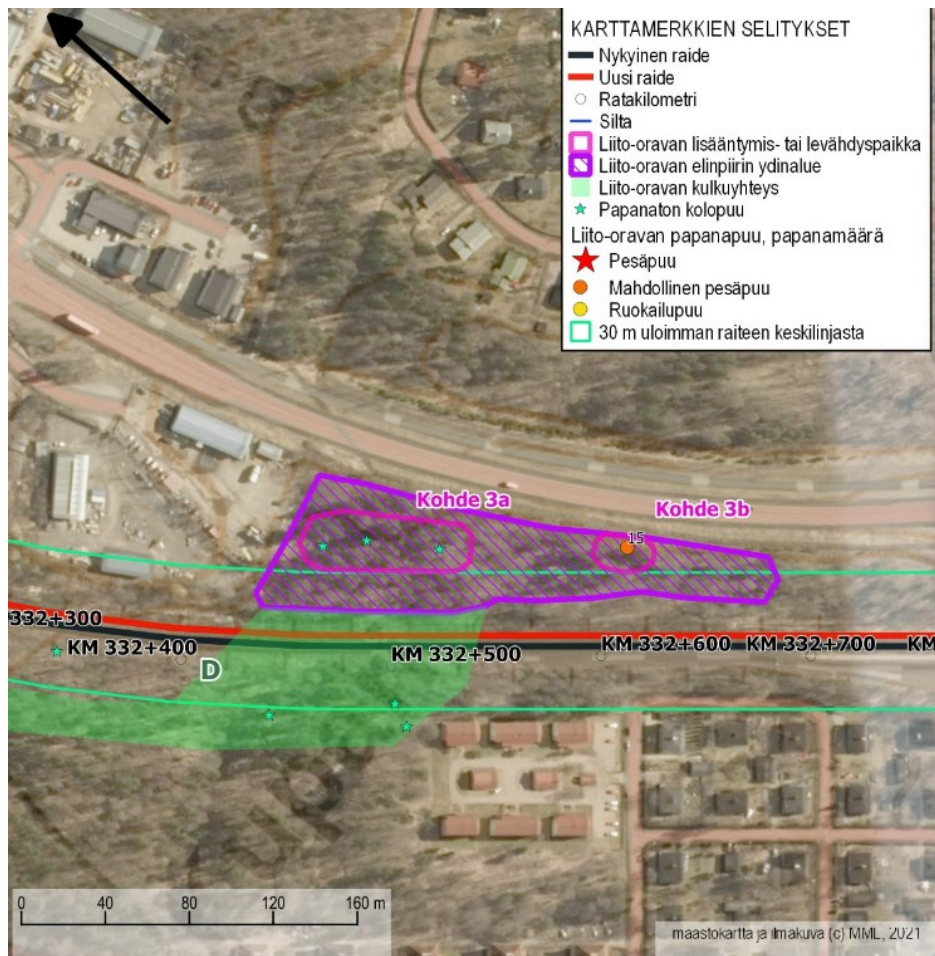 KARTTAMERKKIEN SELITYKSET
Nykyinen raide
Uusi raide
Ratakilometri
Silta
Liito-oravan lisääntymis- tai levähdyspaikka
Liito-oravan elinpiirin ydinalue
Liito-oravan kulkuyhteys
Papanaton kolopuu
Liito-oravan papanapuu, papanamäärä
Pesäpuu
Mahdollinen pesäpuu
Ruokailupuu
30 m uloimman raiteen keskilinjasta
Kohde 3a
Kohde 3b
15
332+300
KM 332+400
KM 332+500
KM 332+600
KM 332+700
KM
D
0 40 80 120 160 m
maastokartta ja ilmakuva (c) MML, 2021